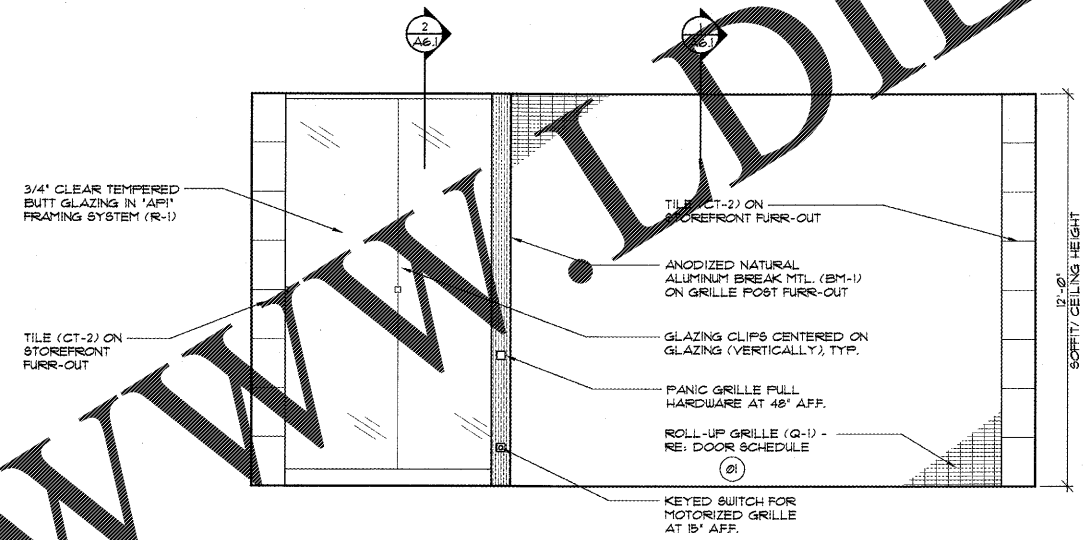 2
A6.1
1
A6.1
3/4" CLEAR TEMPERED
BUTT GLAZING IN "API"
FRAMING SYSTEM (R-1)
TILE (CT-2) ON
STOREFRONT
FURR-OUT
TILE (CT-2) ON
STOREFRONT FURR-OUT
ANODIZED NATURAL
ALUMINUM BREAK MTL. (BM-1)
ON GRILLE POST FURR-OUT
GLAZING CLIPS CENTERED ON
GLAZING (VERTICALLY), TYP.
PANIC GRILLE PULL
HARDWARE AT 48" A.F.F.
ROLL-UP GRILLE (Q-1) -
RE: DOOR SCHEDULE
01
KEYED SWITCH FOR
MOTORIZED GRILLE
AT 15" A.F.F.
12'-0"
SOFFIT/ CEILING HEIGHT
WWW.LDI